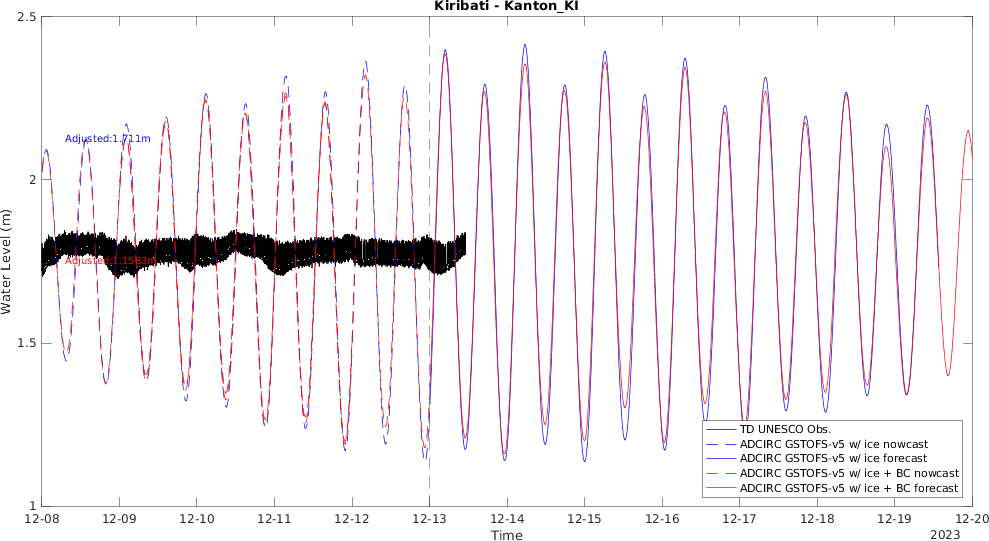 Kiribati - Kanton_KI
2.5
2
1.5
1
Water Level (m)
Adjusted:1.711m
TD UNESCO Obs.
ADCIRC GSTOFS-v5 w/ ice nowcast
ADCIRC GSTOFS-v5 w/ ice forecast
ADCIRC GSTOFS-v5 w/ ice + BC nowcast
ADCIRC GSTOFS-v5 w/ ice + BC forecast
12-08 12-09 12-10 12-11 12-12 12-13 12-14 12-15 12-16 12-17 12-18 12-19 12-20
Time
2023